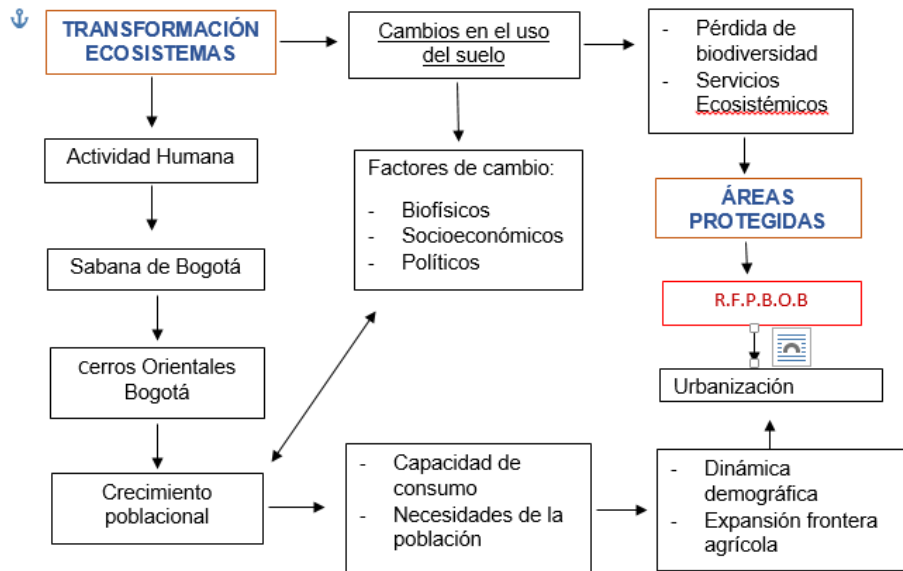 TRANSFORMACIÓN
ECOSISTEMAS
Cambios en el uso
del suelo
- Pérdida de
biodiversidad
- Servicios
Ecosistémicos
Actividad Humana
Factores de cambio:
- Biofísicos
- Socioeconómicos
- Políticos
ÁREAS
PROTEGIDAS
Sabana de Bogotá
R.F.P.B.O.B
cerros Orientales
Bogotá
Urbanización
Crecimiento
poblacional
- Capacidad de
consumo
- Necesidades de la
población
- Dinámica
demográfica
- Expansión frontera
agrícola